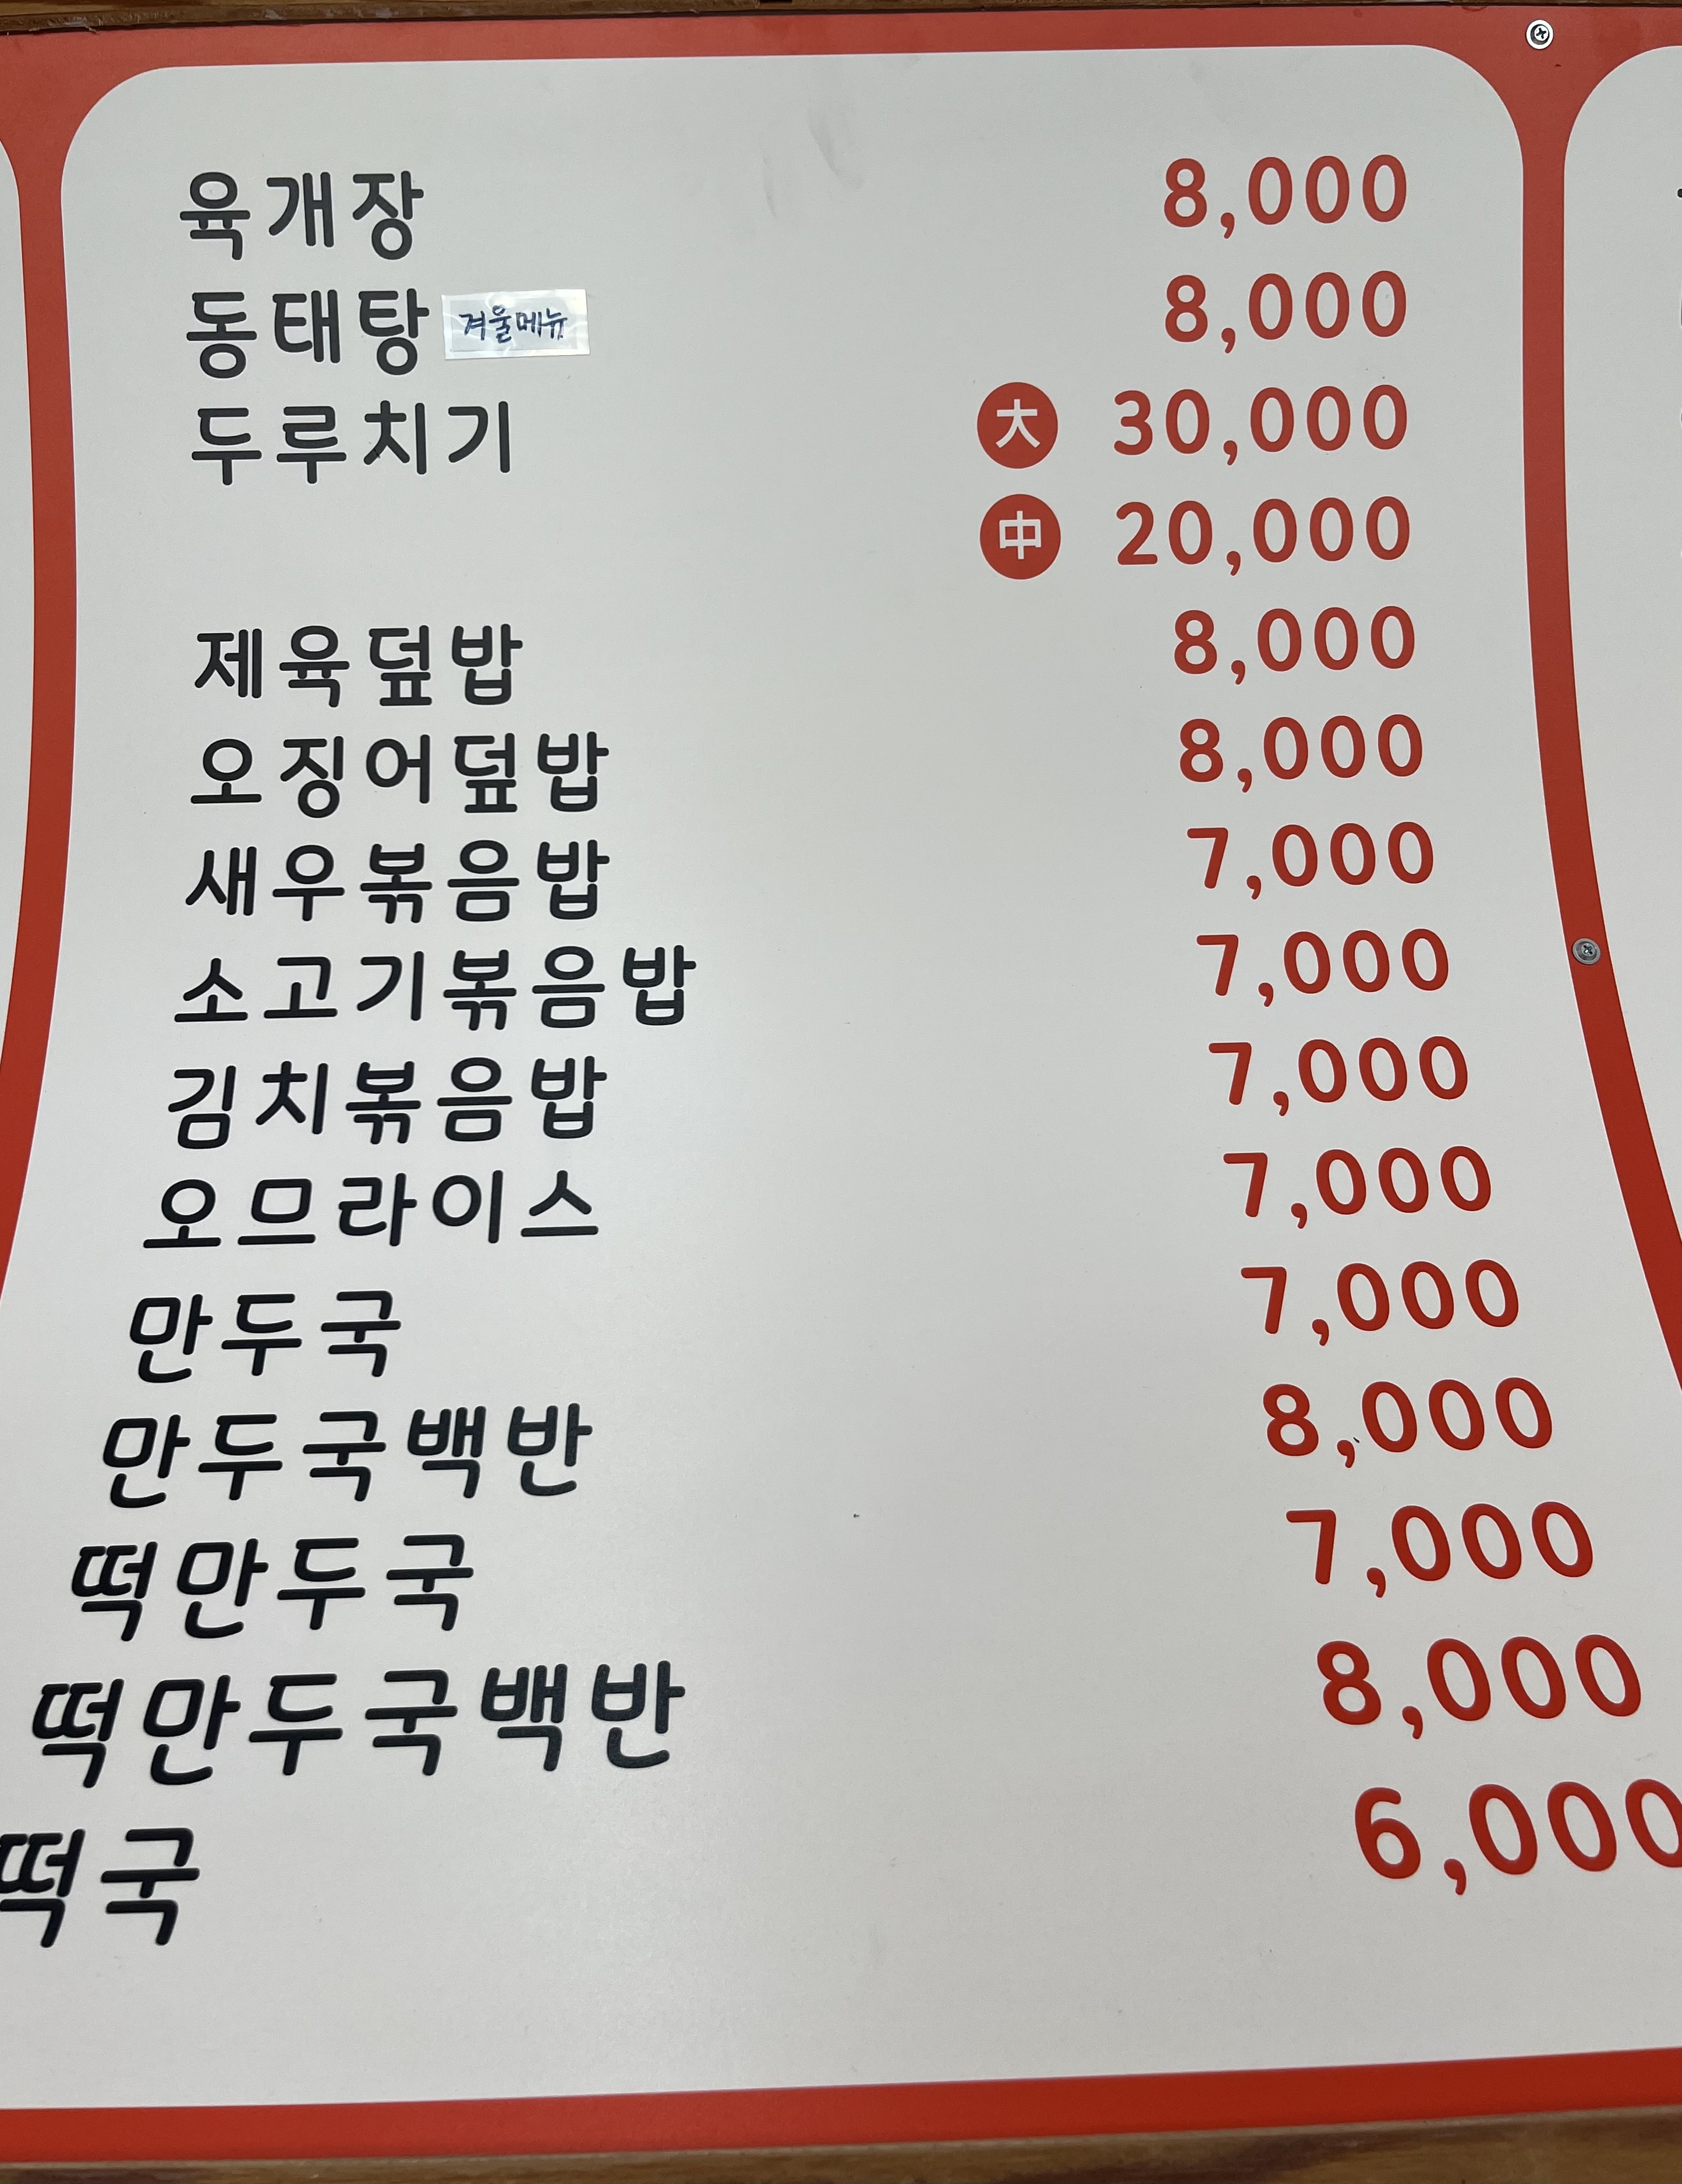 육개장 8,000
동태탕 겨울메뉴 8,000
두루치기 大 30,000
中 20,000
제육덮밥 8,000
오징어덮밥 8,000
새우볶음밥 7,000
소고기볶음밥 7,000
김치볶음밥 7,000
오므라이스 7,000
만두국 7,000
만두국백반 8,000
떡만두국 7,000
떡만두국백반 8,000
떡국 6,000